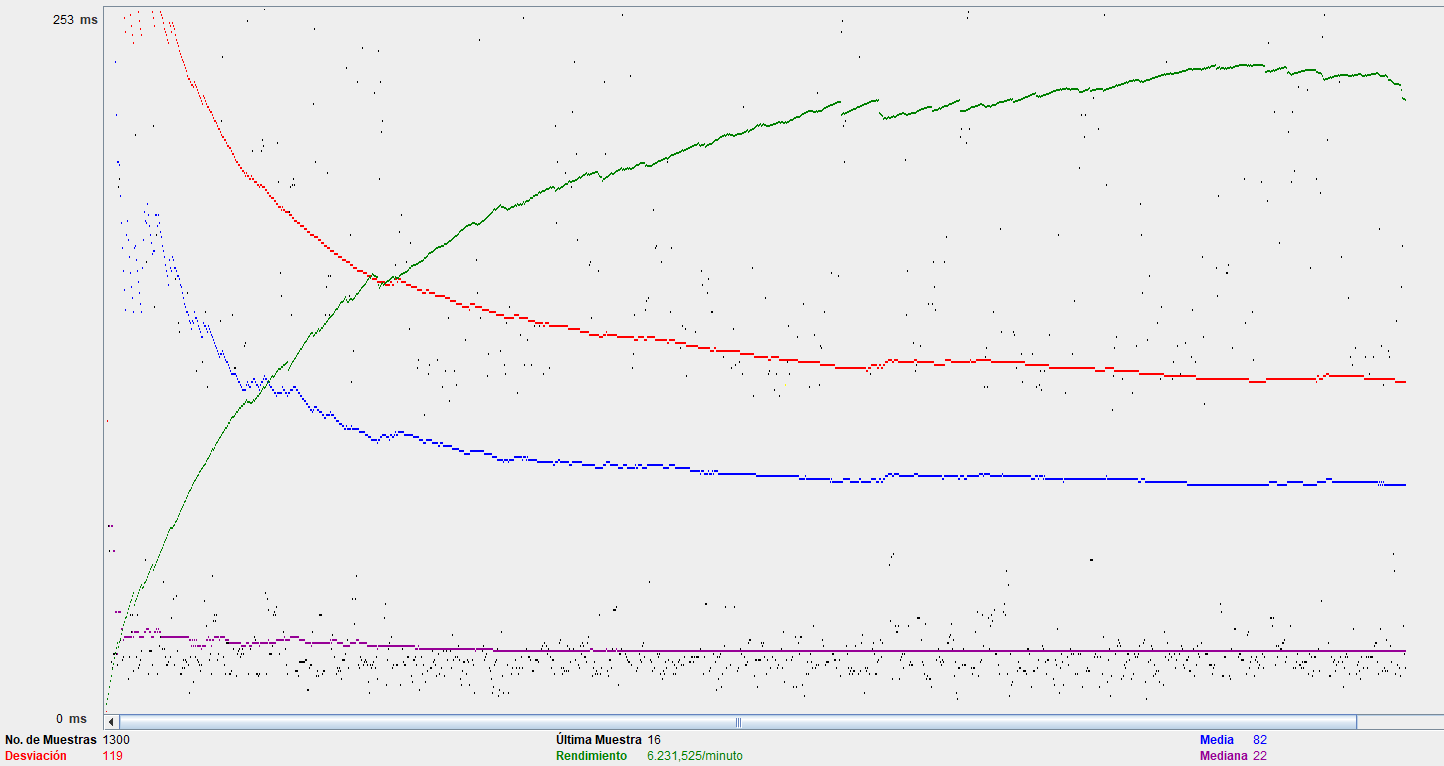 253 ms
0 ms
No. de Muestras 1300 Última Muestra 16 Media 82
Desviación 119 Rendimiento 6.231,525/minuto Mediana 22